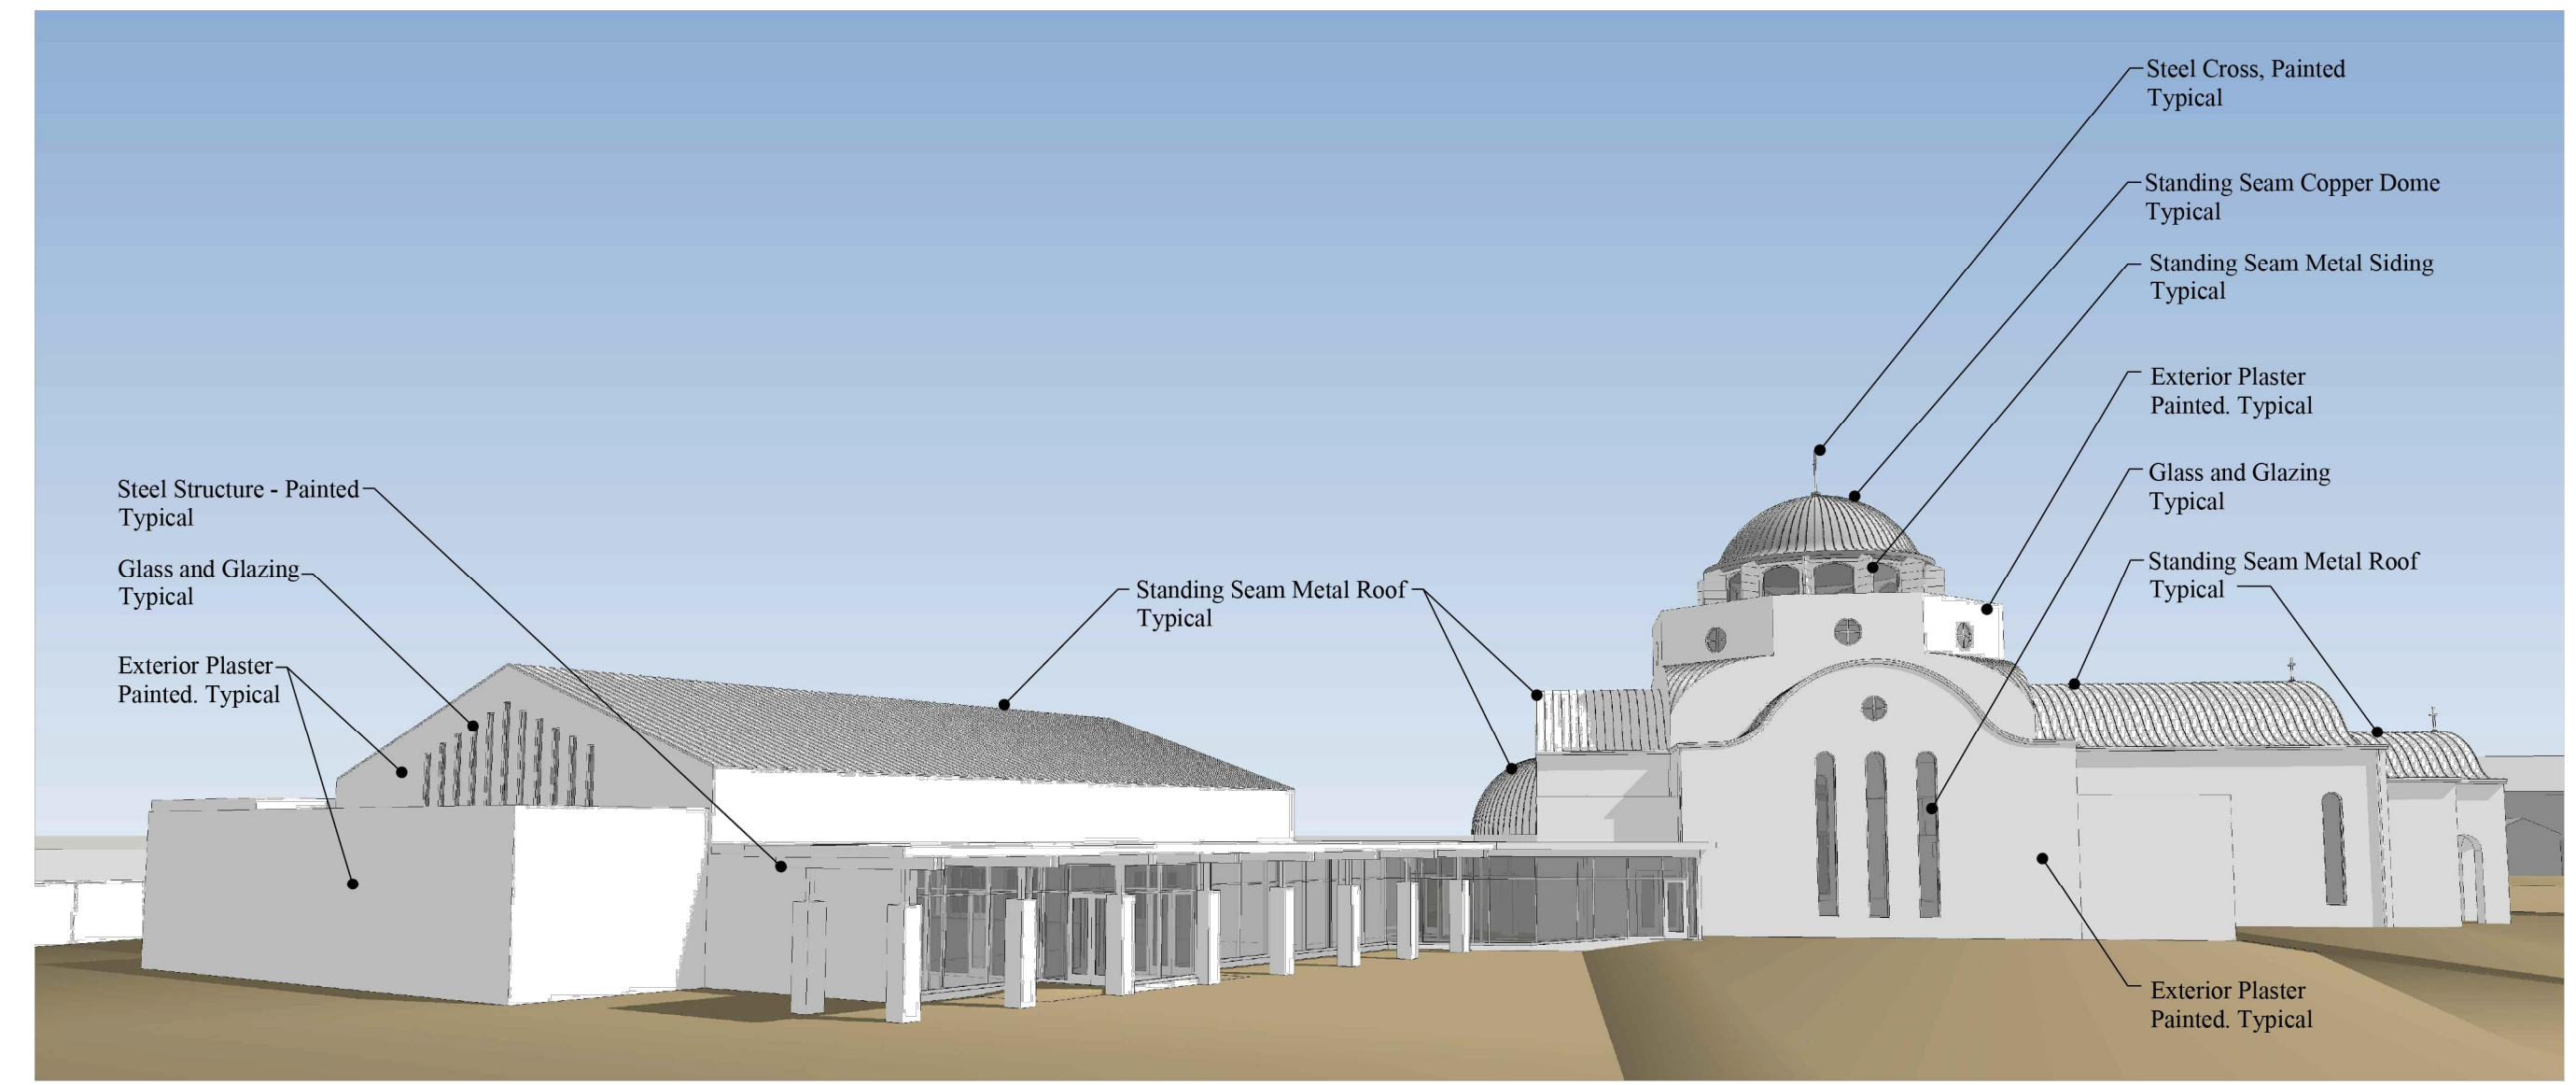 Steel Cross, Painted
Typical
Standing Seam Copper Dome
Typical
Standing Seam Metal Siding
Typical
Exterior Plaster
Painted. Typical
Glass and Glazing
Typical
Standing Seam Metal Roof
Typical
Steel Structure - Painted
Typical
Glass and Glazing
Typical
Exterior Plaster
Painted. Typical
Standing Seam Metal Roof
Typical
Exterior Plaster
Painted. Typical